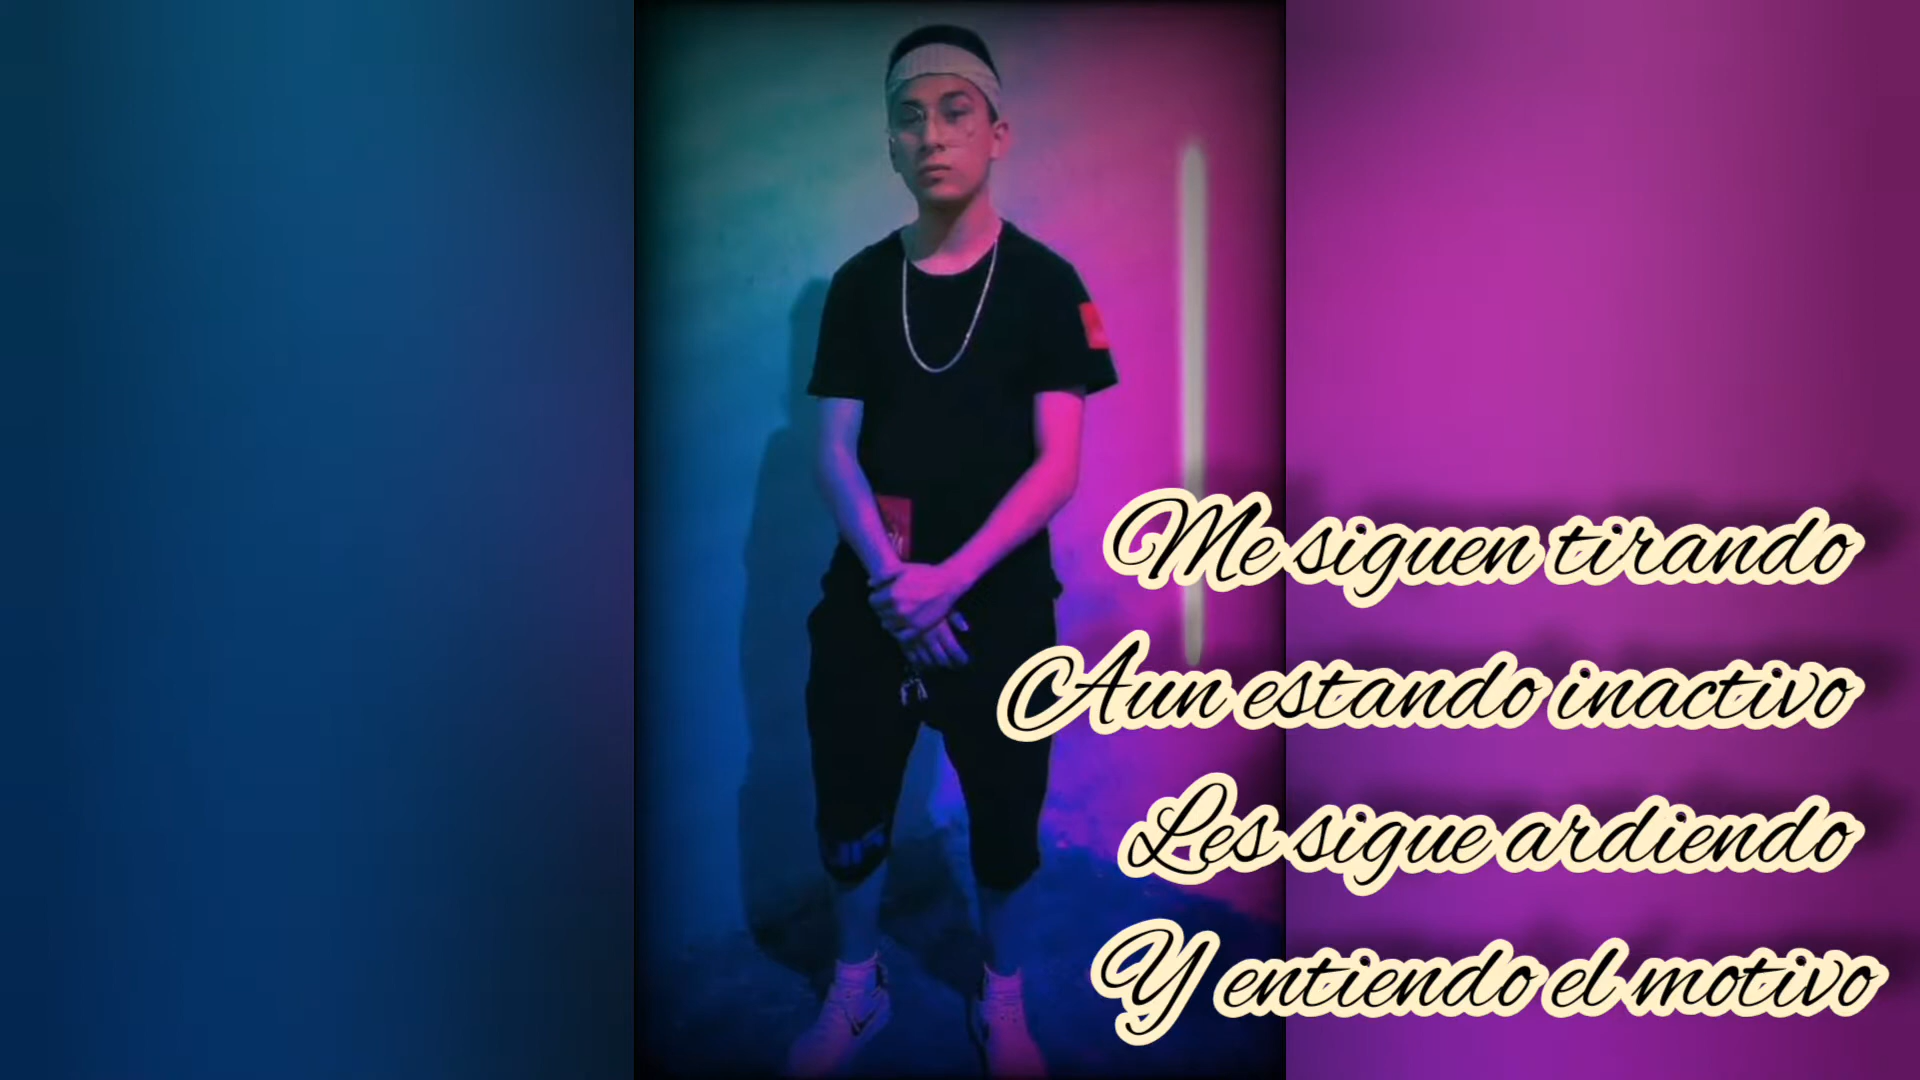 Me siguen tirando
Aun estando inactivo
Les sigue ardiendo
Y entiendo el motivo